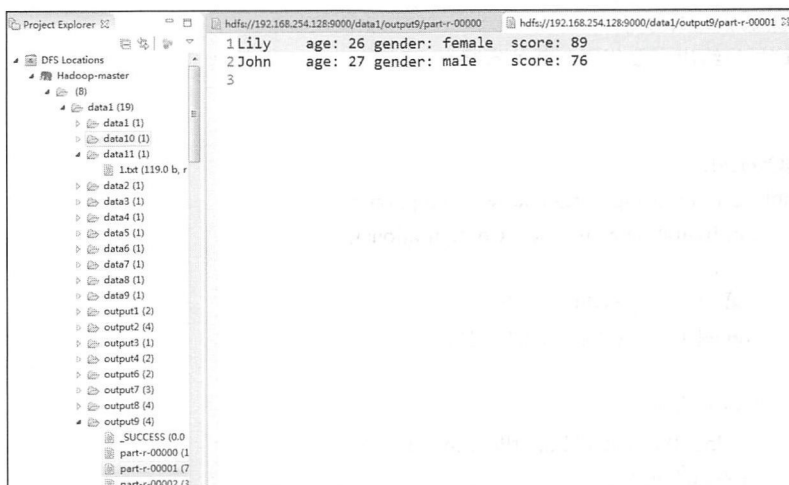 Project Explorer
DFS Locations
Hadoop-master
(8)
data1 (19)
data1 (1)
data10 (1)
data11 (1)
1.txt (119.0 b, r
data2 (1)
data3 (1)
data4 (1)
data5 (1)
data6 (1)
data7 (1)
data8 (1)
data9 (1)
output1 (2)
output2 (4)
output3 (1)
output4 (2)
output6 (2)
output7 (3)
output8 (4)
output9 (4)
_SUCCESS (0.0
part-r-00000 (1
part-r-00001 (7
part-r-00002 (3
hdfs://192.168.254.128:9000/data1/output9/part-r-00000
hdfs://192.168.254.128:9000/data1/output9/part-r-00001
1 Lily age: 26 gender: female score: 89
2 John age: 27 gender: male score: 76
3